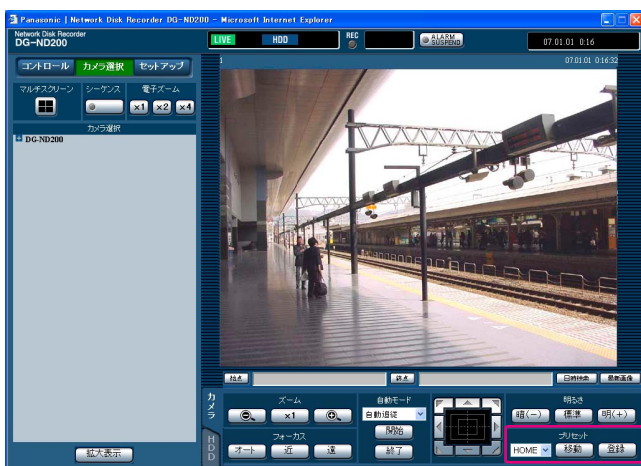 Panasonic | Network Disk Recorder DG-ND200 - Microsoft Internet Explorer
Network Disk Recorder
DG-ND200
LIVE HDD REC ALARM SUSPEND 07.01.01 0:16
コントロール カメラ選択 セットアップ
1 07.01.01 0:16:32
マルチスクリーン シーケンス 電子ズーム
×1 ×2 ×4
カメラ選択
DG-ND200
始点 終点 日時検索 最新画像
カメラ
HDD
ズーム 自動モード 明るさ
×1 自動追従 暗(−) 標準 明(+)
フォーカス 開始 プリセット
オート 近 遠 終了 HOME 移動 登録
拡大表示